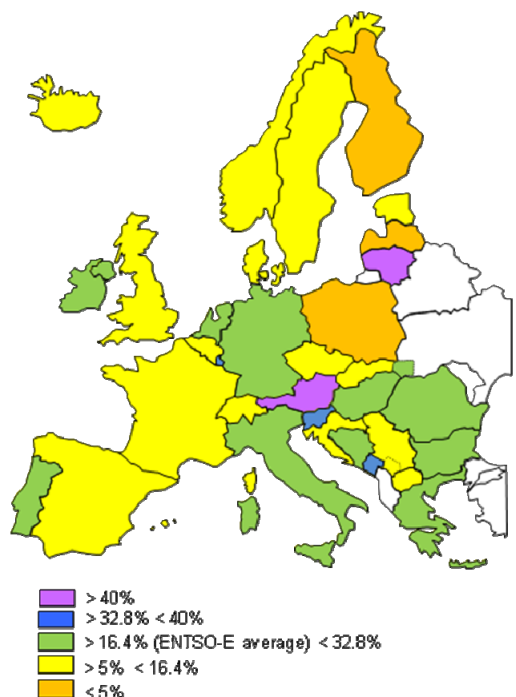 > 40%
> 32.8% < 40%
> 16.4% (ENTSO-E average) < 32.8%
> 5% < 16.4%
< 5%